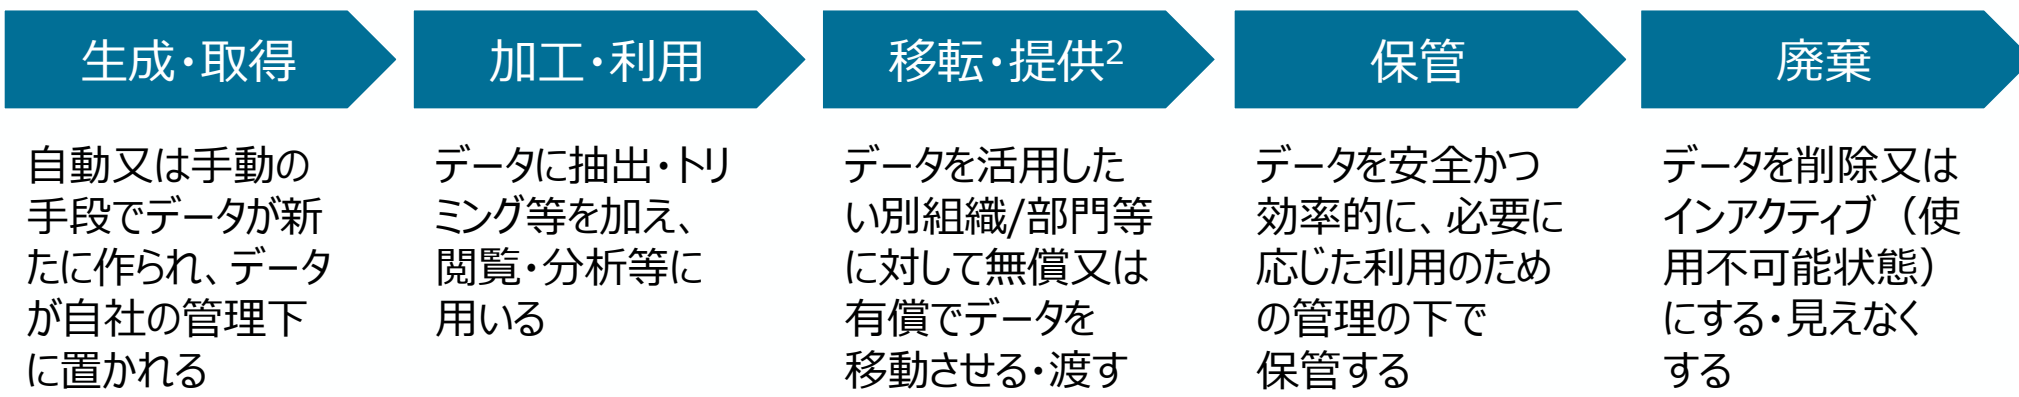 生成・取得
自動又は手動の
手段でデータが新
たに作られ、データ
が自社の管理下
に置かれる
加工・利用
データに抽出・トリ
ミング等を加え、
閲覧・分析等に
用いる
移転・提供2
データを活用した
い別組織/部門等
に対して無償又は
有償でデータを
移動させる・渡す
保管
データを安全かつ
効率的に、必要に
応じた利用のため
の管理の下で
保管する
廃棄
データを削除又は
インアクティブ（使
用不可能状態）
にする・見えなく
する